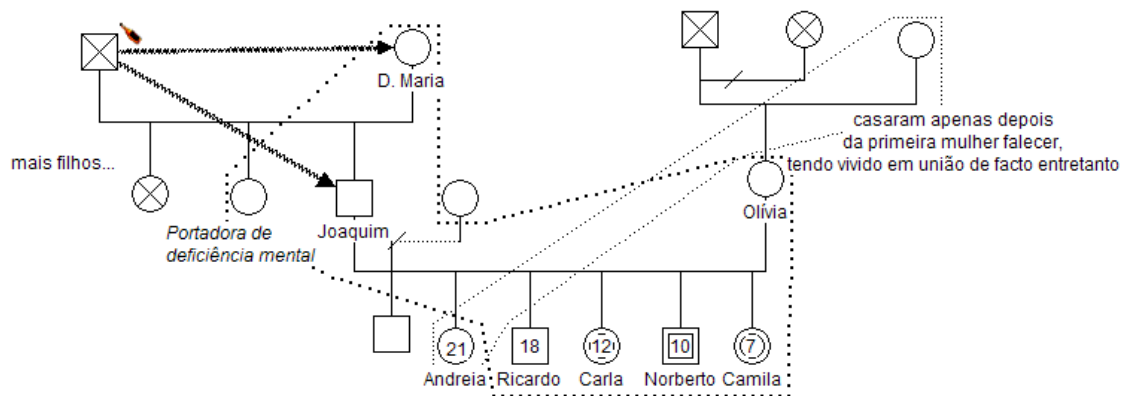 D. Maria
casaram apenas depois
da primeira mulher falecer,
tendo vivido em união de facto entretanto
mais filhos...
Portadora de
deficiência mental
Joaquim
Olívia
21
18
12
10
7
Andreia
Ricardo
Carla
Norberto
Camila